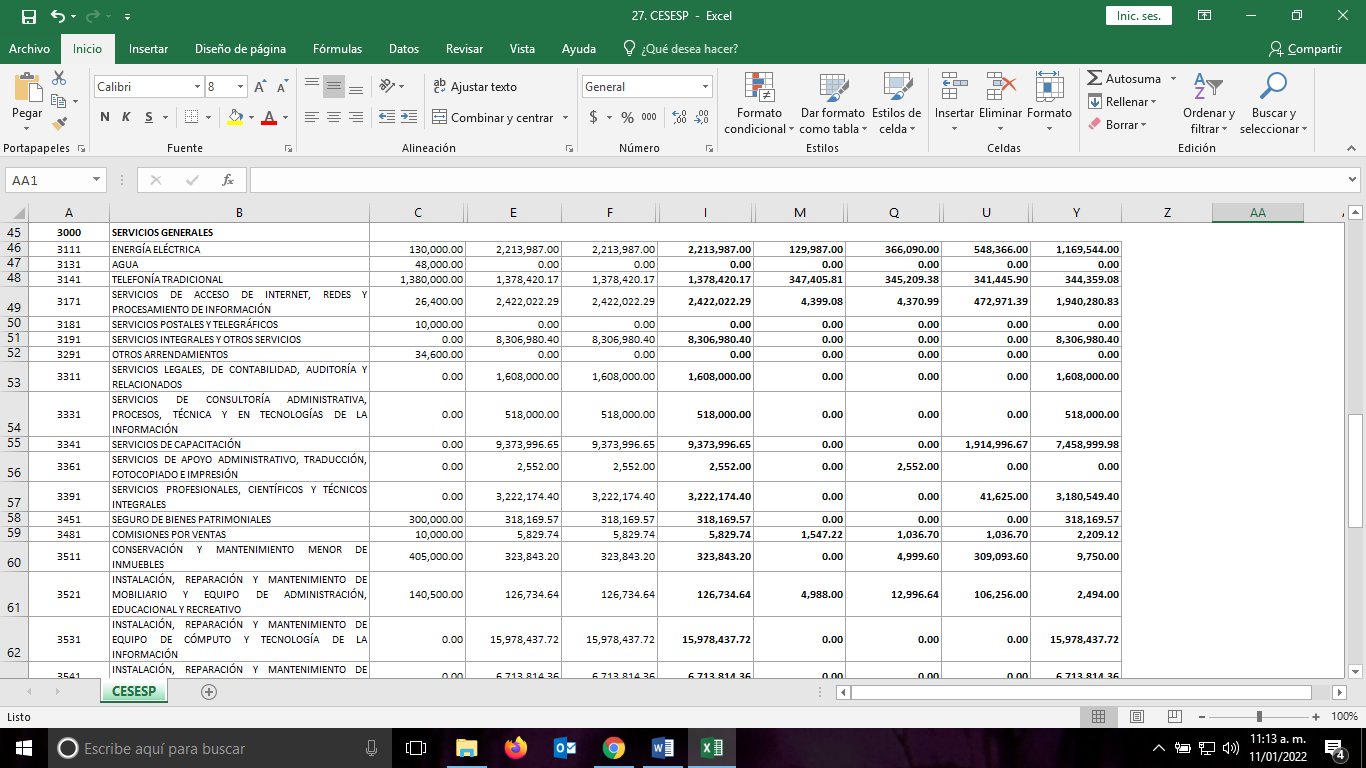 27. CESESP - Excel
Inic. ses.
Archivo Inicio Insertar Diseño de página Fórmulas Datos Revisar Vista Ayuda ¿Qué desea hacer? Compartir
Pegar
Calibri 8 A A
N K S A
ab Ajustar texto
Combinar y centrar
General
$ % 000
Formato condicional
Dar formato como tabla
Estilos de celda
Insertar Eliminar Formato
Autosuma
Rellenar
Borrar
Ordenar y filtrar
Buscar y seleccionar
Portapapeles Fuente Alineación Número Estilos Celdas Edición
AA1 fx
A B C E F I M Q U Y Z AA
45 3000 SERVICIOS GENERALES
46 3111 ENERGÍA ELÉCTRICA 130,000.00 2,213,987.00 2,213,987.00 2,213,987.00 129,987.00 366,090.00 548,366.00 1,169,544.00
47 3131 AGUA 48,000.00 0.00 0.00 0.00 0.00 0.00 0.00 0.00
48 3141 TELEFONÍA TRADICIONAL 1,380,000.00 1,378,420.17 1,378,420.17 1,378,420.17 347,405.81 345,209.38 341,445.90 344,359.08
49 3171 SERVICIOS DE ACCESO DE INTERNET, REDES Y
PROCESAMIENTO DE INFORMACIÓN 26,400.00 2,422,022.29 2,422,022.29 2,422,022.29 4,399.08 4,370.99 472,971.39 1,940,280.83
50 3181 SERVICIOS POSTALES Y TELEGRÁFICOS 10,000.00 0.00 0.00 0.00 0.00 0.00 0.00 0.00
51 3191 SERVICIOS INTEGRALES Y OTROS SERVICIOS 0.00 8,306,980.40 8,306,980.40 8,306,980.40 0.00 0.00 0.00 8,306,980.40
52 3291 OTROS ARRENDAMIENTOS 34,600.00 0.00 0.00 0.00 0.00 0.00 0.00 0.00
53 3311 SERVICIOS LEGALES, DE CONTABILIDAD, AUDITORÍA Y
RELACIONADOS 0.00 1,608,000.00 1,608,000.00 1,608,000.00 0.00 0.00 0.00 1,608,000.00
54 3331 SERVICIOS DE CONSULTORÍA ADMINISTRATIVA,
PROCESOS, TÉCNICA Y EN TECNOLOGÍAS DE LA
INFORMACIÓN 0.00 518,000.00 518,000.00 518,000.00 0.00 0.00 0.00 518,000.00
55 3341 SERVICIOS DE CAPACITACIÓN 0.00 9,373,996.65 9,373,996.65 9,373,996.65 0.00 0.00 1,914,996.67 7,458,999.98
56 3361 SERVICIOS DE APOYO ADMINISTRATIVO, TRADUCCIÓN,
FOTOCOPIADO E IMPRESIÓN 0.00 2,552.00 2,552.00 2,552.00 0.00 2,552.00 0.00 0.00
57 3391 SERVICIOS PROFESIONALES, CIENTÍFICOS Y TÉCNICOS
INTEGRALES 0.00 3,222,174.40 3,222,174.40 3,222,174.40 0.00 0.00 41,625.00 3,180,549.40
58 3451 SEGURO DE BIENES PATRIMONIALES 300,000.00 318,169.57 318,169.57 318,169.57 0.00 0.00 0.00 318,169.57
59 3481 COMISIONES POR VENTAS 10,000.00 5,829.74 5,829.74 5,829.74 1,547.22 1,036.70 1,036.70 2,209.12
60 3511 CONSERVACIÓN Y MANTENIMIENTO MENOR DE
INMUEBLES 405,000.00 323,843.20 323,843.20 323,843.20 0.00 4,999.60 309,093.60 9,750.00
61 3521 INSTALACIÓN, REPARACIÓN Y MANTENIMIENTO DE
MOBILIARIO Y EQUIPO DE ADMINISTRACIÓN,
EDUCACIONAL Y RECREATIVO 140,500.00 126,734.64 126,734.64 126,734.64 4,988.00 12,996.64 106,256.00 2,494.00
62 3531 INSTALACIÓN, REPARACIÓN Y MANTENIMIENTO DE
EQUIPO DE CÓMPUTO Y TECNOLOGÍA DE LA
INFORMACIÓN 0.00 15,978,437.72 15,978,437.72 15,978,437.72 0.00 0.00 0.00 15,978,437.72
3541 INSTALACIÓN, REPARACIÓN Y MANTENIMIENTO DE 0.00 6,713,814.36 6,713,814.36 6,713,814.36 0.00 0.00 0.00 6,713,814.36
CESESP
Listo 100%
Escribe aquí para buscar
11:13 a. m.
11/01/2022
4